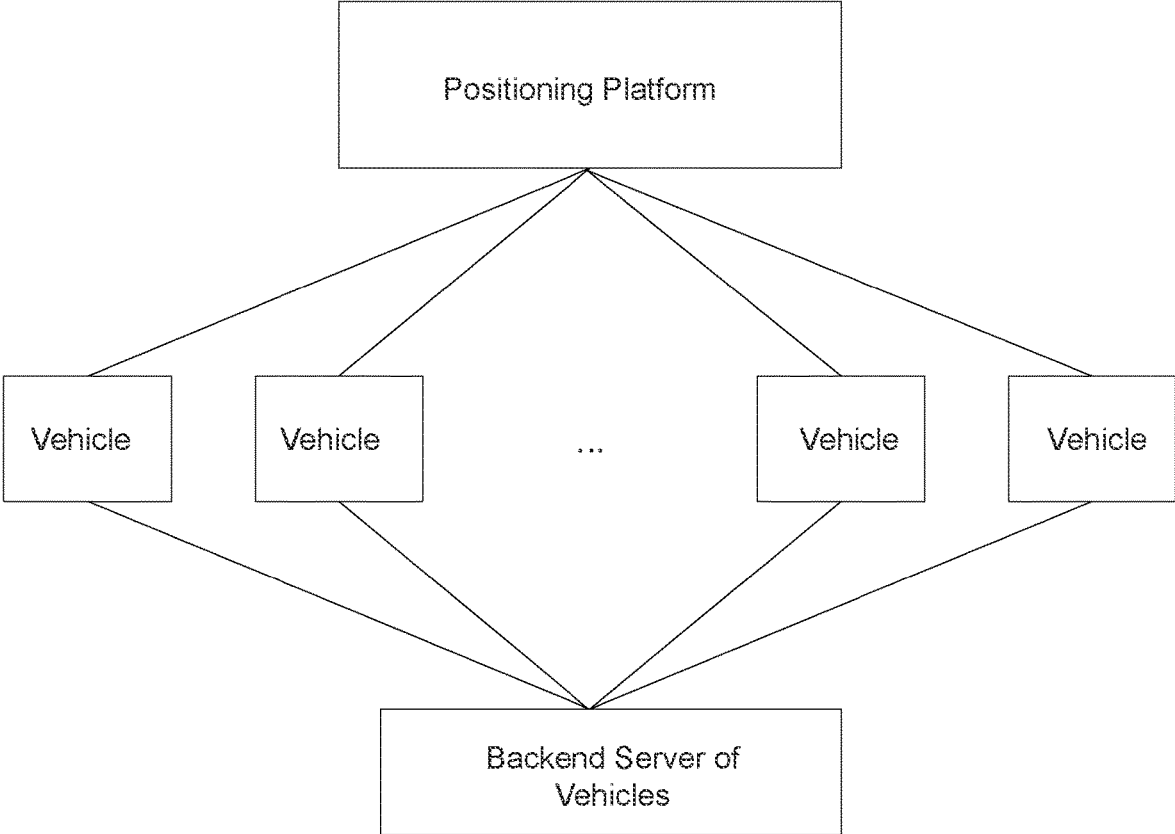 Positioning Platform
Vehicle Vehicle ... Vehicle Vehicle
Backend Server of
Vehicles